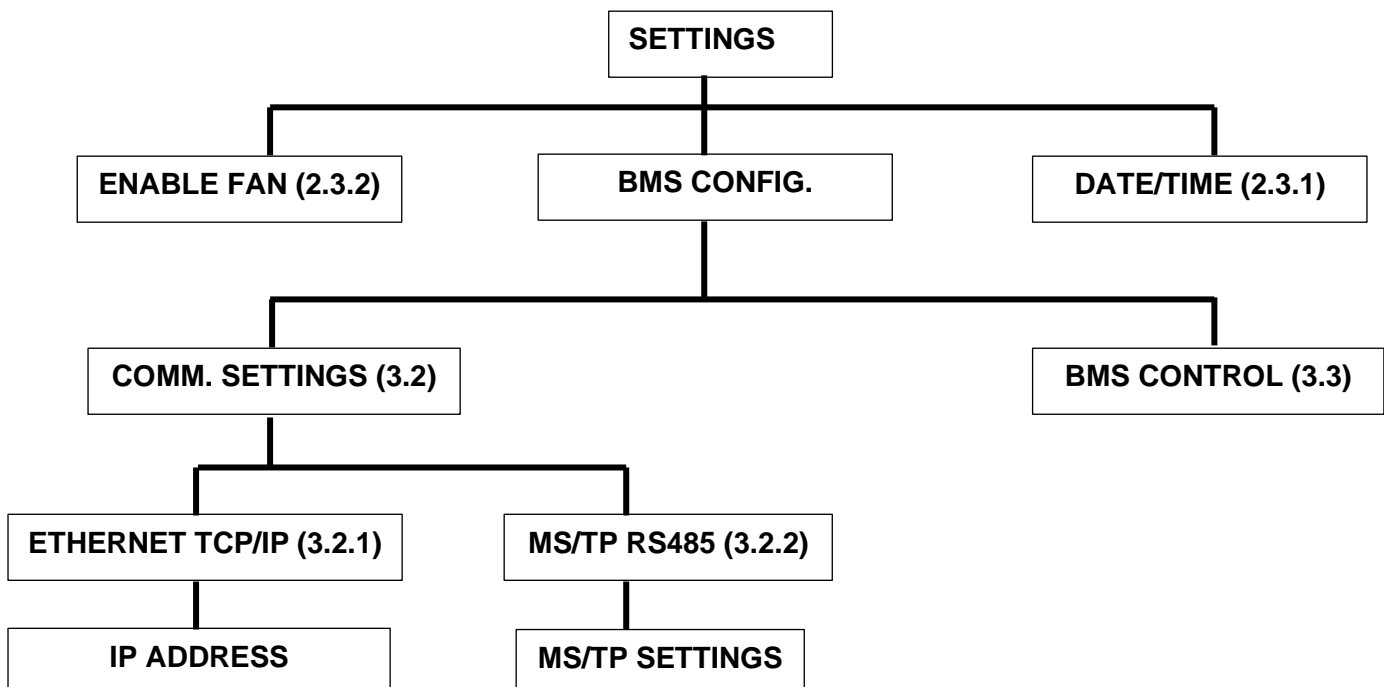 SETTINGS
ENABLE FAN (2.3.2)
BMS CONFIG.
DATE/TIME (2.3.1)
COMM. SETTINGS (3.2)
BMS CONTROL (3.3)
ETHERNET TCP/IP (3.2.1)
MS/TP RS485 (3.2.2)
IP ADDRESS
MS/TP SETTINGS